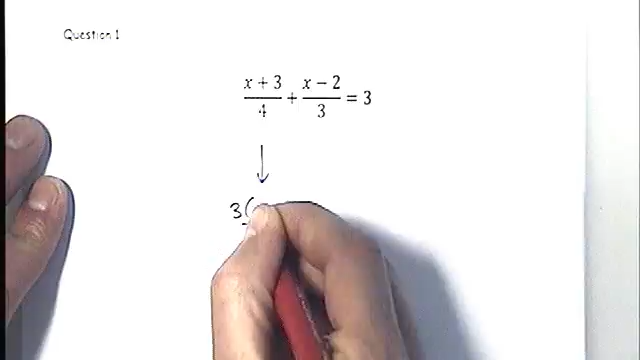 Question 1
x + 3 / 4 + x − 2 / 3 = 3
3(